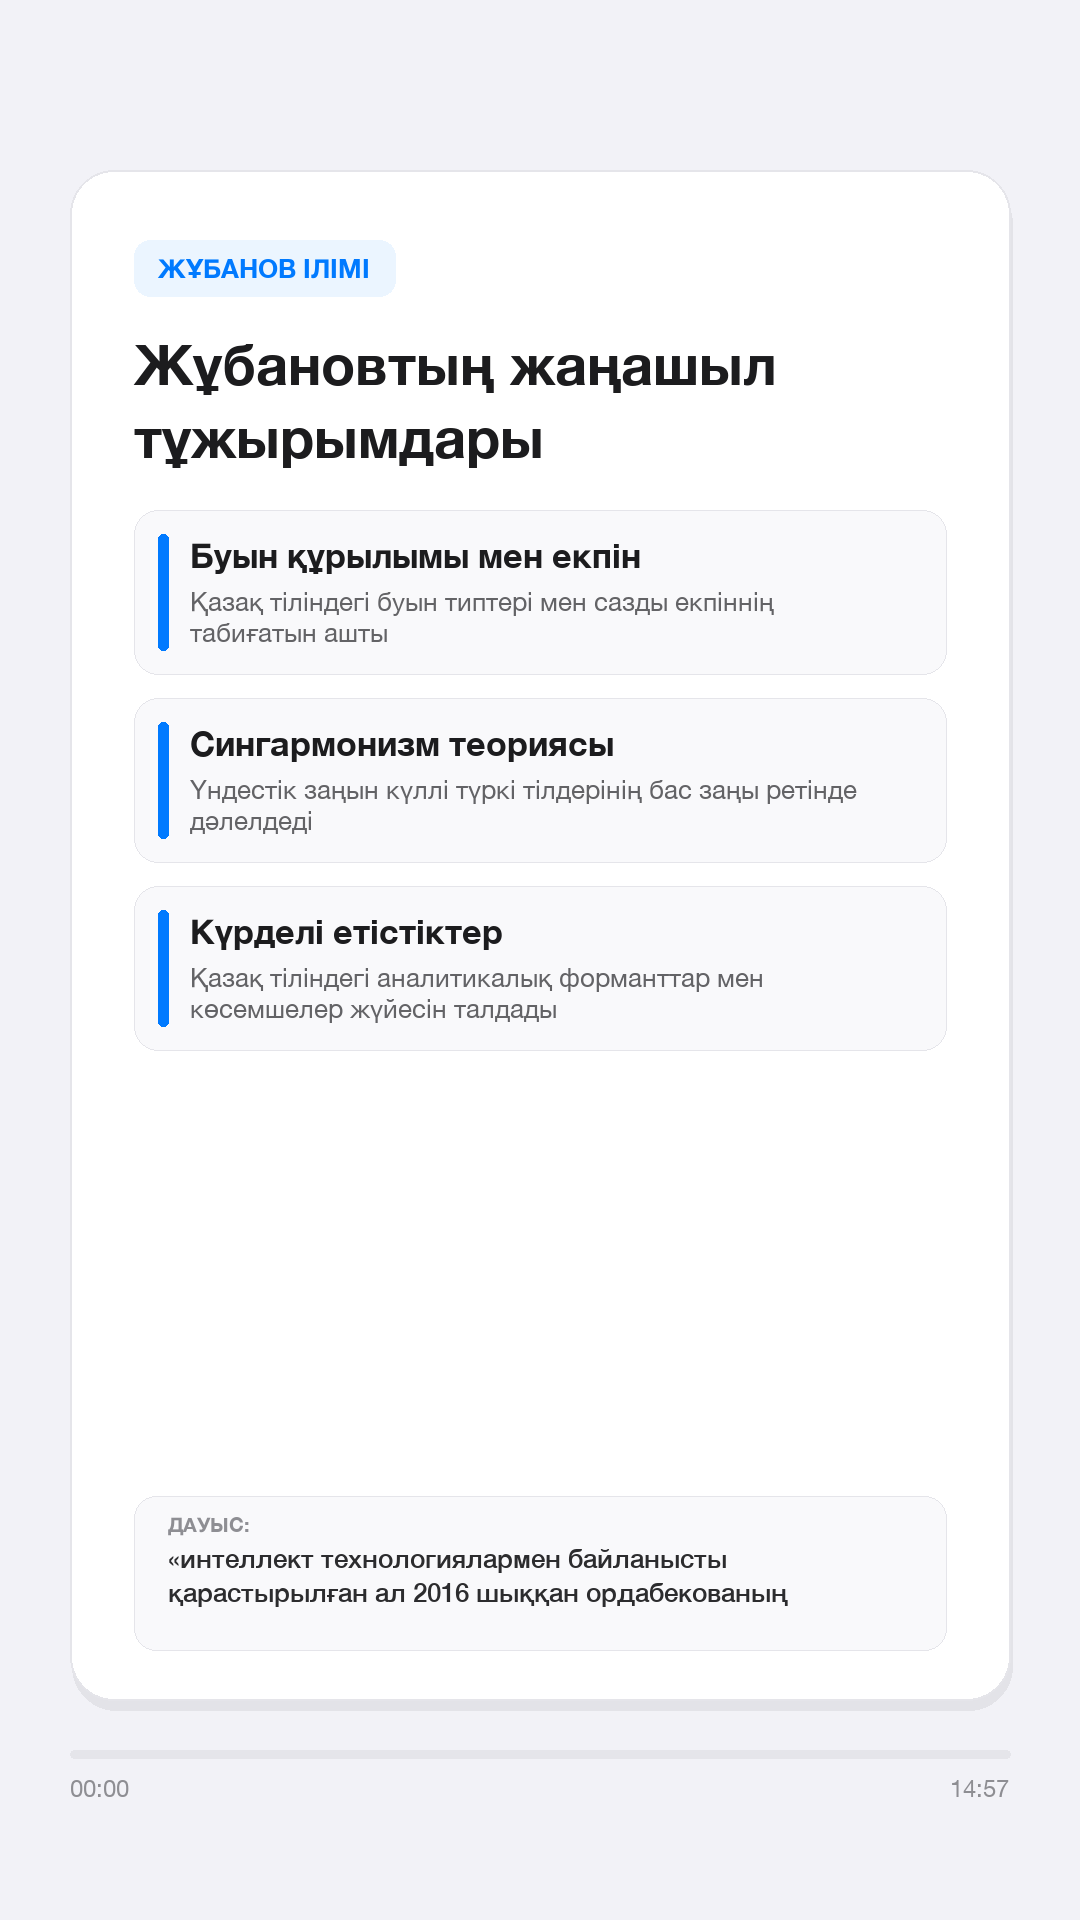 ЖҰБАНОВ ІЛІМІ
Жұбановтың жаңашыл
тұжырымдары
Буын құрылымы мен екпін
Қазақ тіліндегі буын типтері мен сазды екпіннің
табиғатын ашты
Сингармонизм теориясы
Үндестік заңын күллі түркі тілдерінің бас заңы ретінде
дәлелдеді
Күрделі етістіктер
Қазақ тіліндегі аналитикалық форманттар мен
көсемшелер жүйесін талдады
ДАУЫС:
«интеллект технологиялармен байланысты
қарастырылған ал 2016 шыққан ордабекованың
00:00
14:57